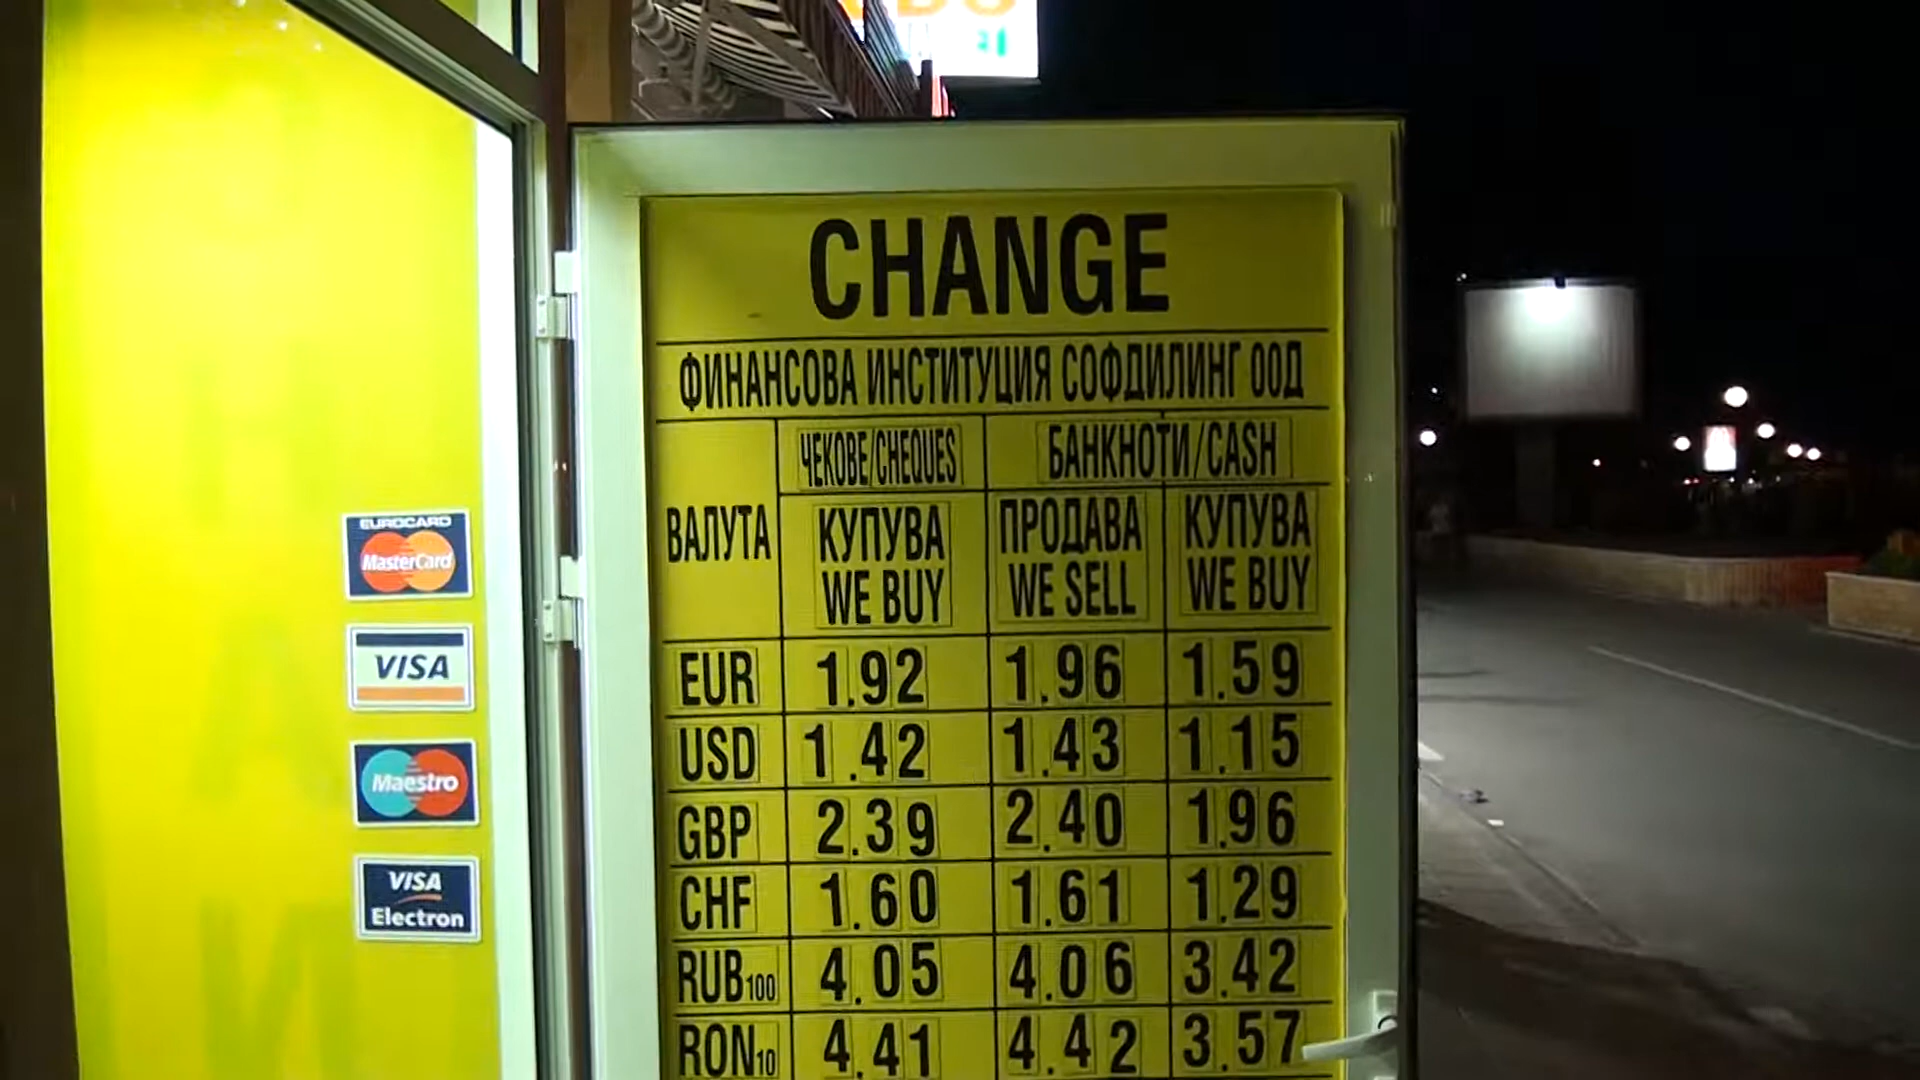 CHANGE
ФИНАНСОВА ИНСТИТУЦИЯ СОФДИЛИНГ ООД
ЧЕКОВЕ/CHEQUES БАНКНОТИ/CASH
ВАЛУТА КУПУВА ПРОДАВА КУПУВА
WE BUY WE SELL WE BUY
EUR 1.92 1.96 1.59
USD 1.42 1.43 1.15
GBP 2.39 2.40 1.96
CHF 1.60 1.61 1.29
RUB100 4.05 4.06 3.42
RON10 4.41 4.42 3.57
EUROCARD
MasterCard
VISA
Maestro
VISA
Electron